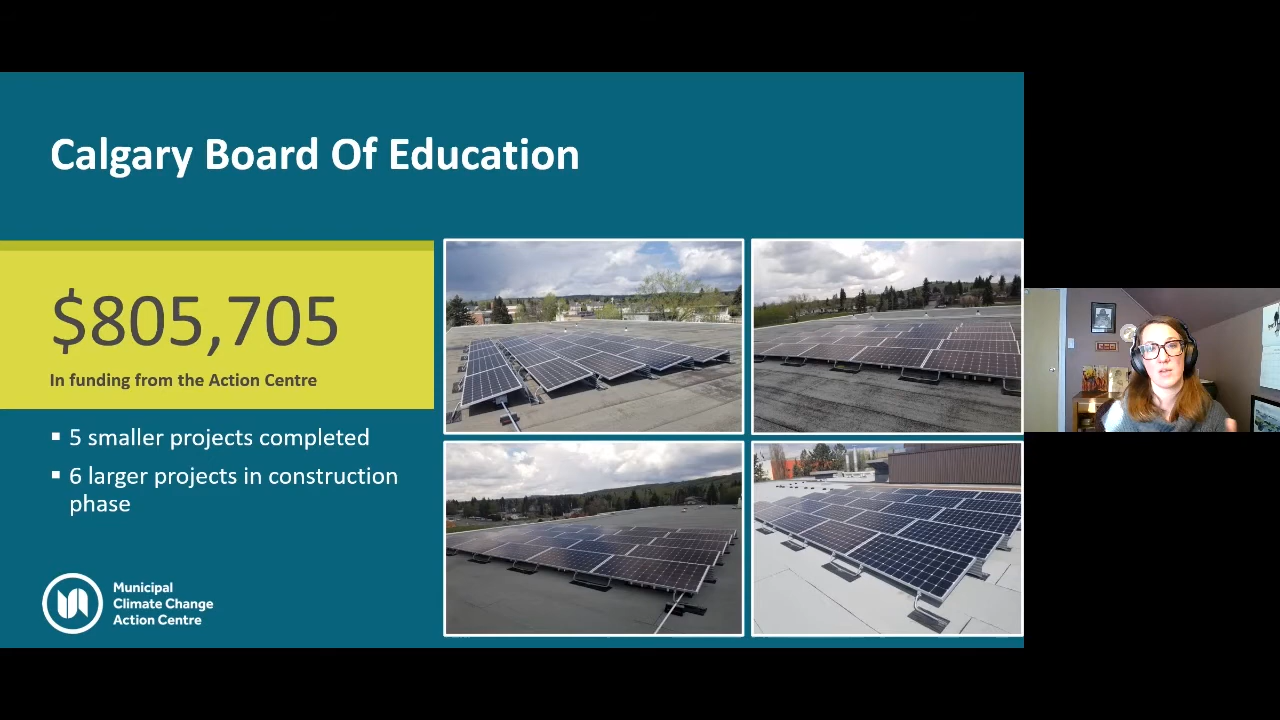 Calgary Board Of Education
$805,705
In funding from the Action Centre
▪ 5 smaller projects completed
▪ 6 larger projects in construction
phase
Municipal
Climate Change
Action Centre